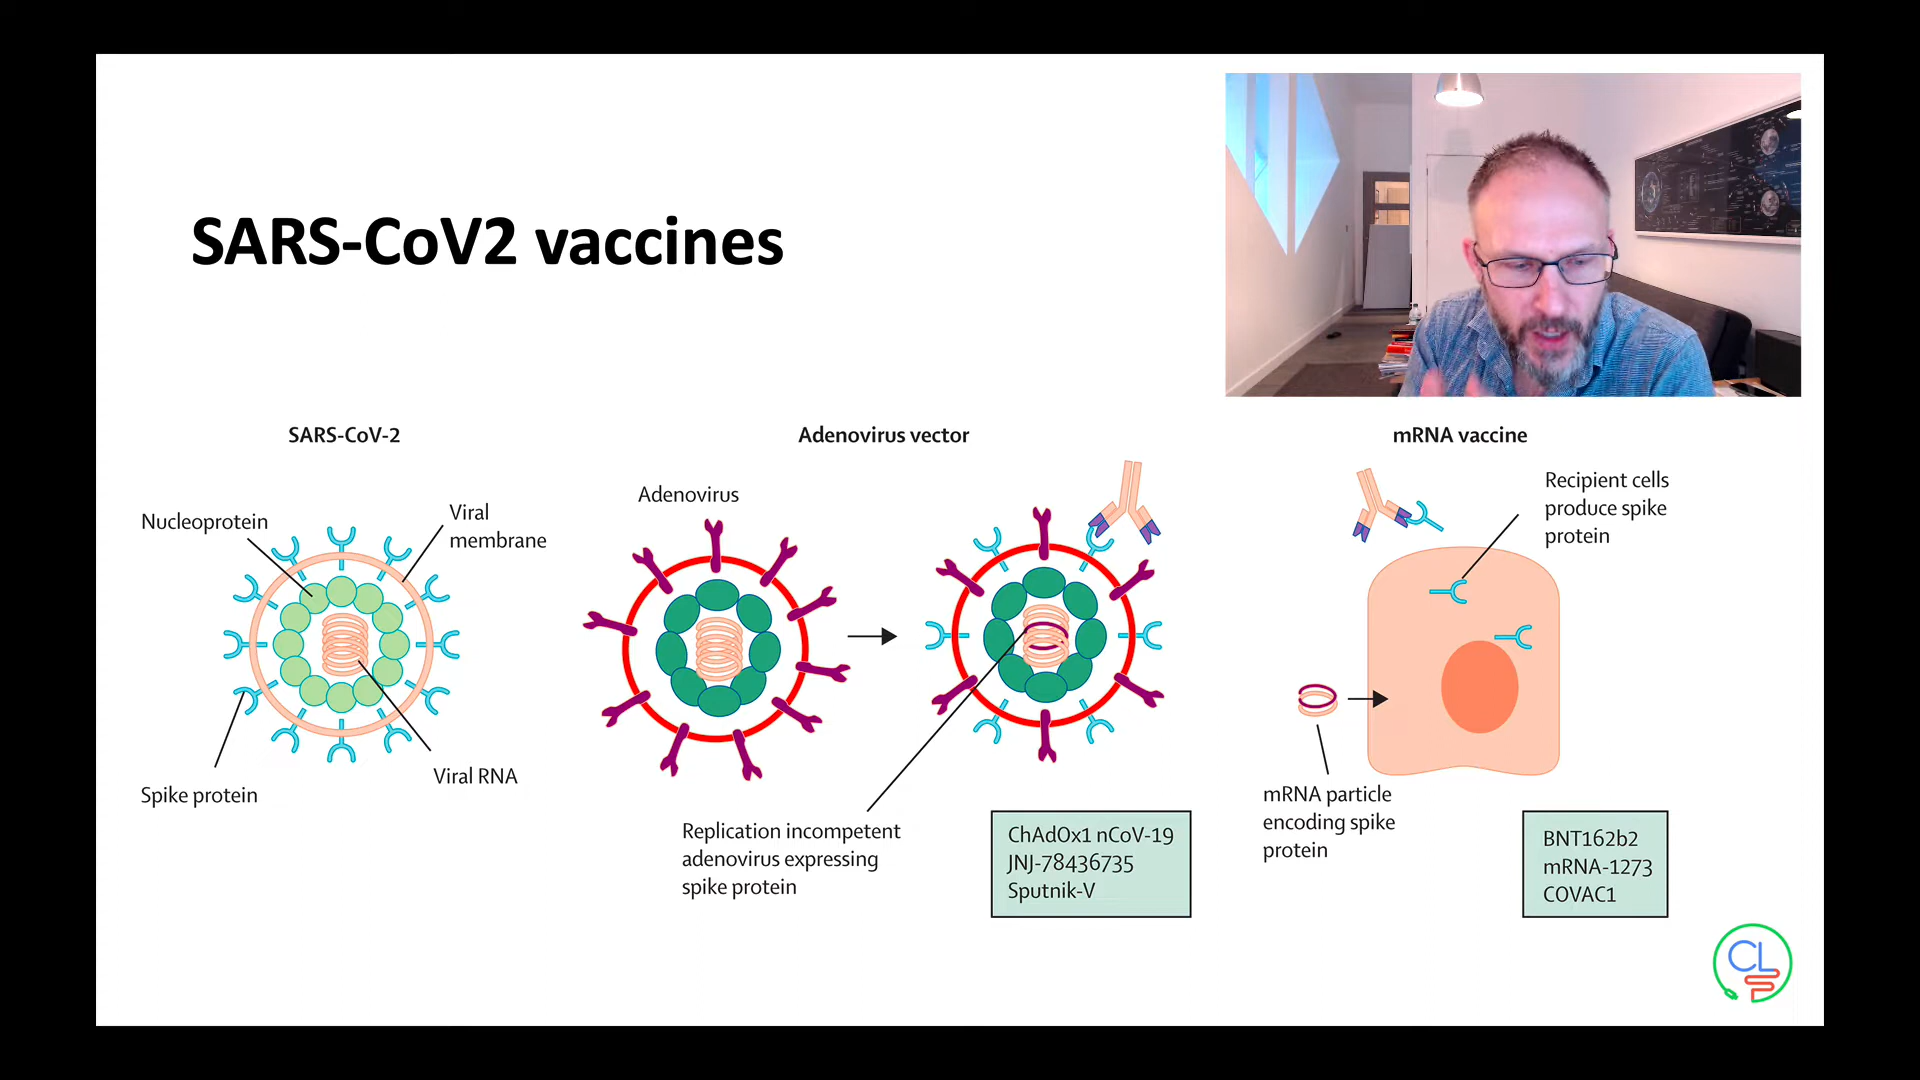 SARS-CoV2 vaccines
SARS-CoV-2
Nucleoprotein
Viral
membrane
Spike protein
Viral RNA
Adenovirus vector
Adenovirus
Replication incompetent
adenovirus expressing
spike protein
ChAdOx1 nCoV-19
JNJ-78436735
Sputnik-V
mRNA vaccine
Recipient cells
produce spike
protein
mRNA particle
encoding spike
protein
BNT162b2
mRNA-1273
COVAC1
CLP